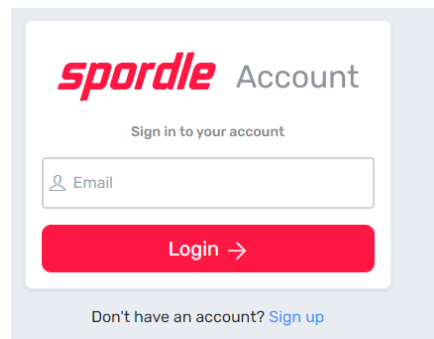 spordle Account
Sign in to your account
Email
Login →
Don't have an account? Sign up